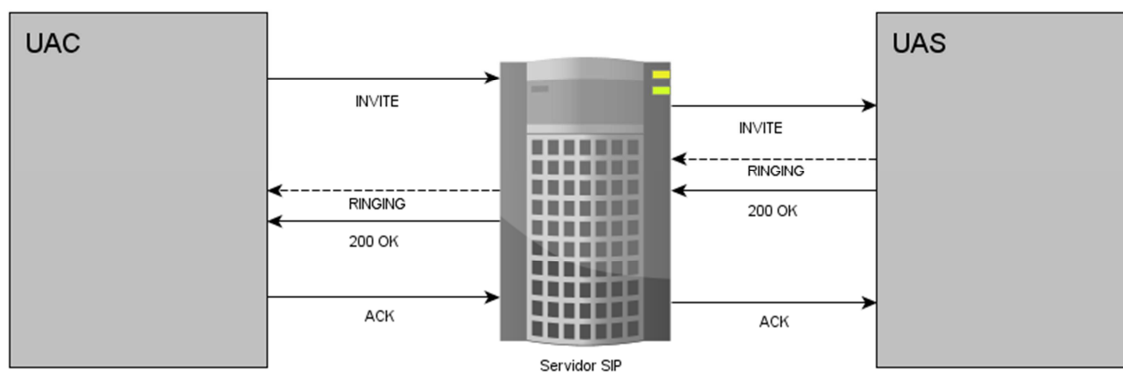 UAC
UAS
INVITE
INVITE
RINGING
RINGING
200 OK
200 OK
ACK
ACK
Servidor SIP